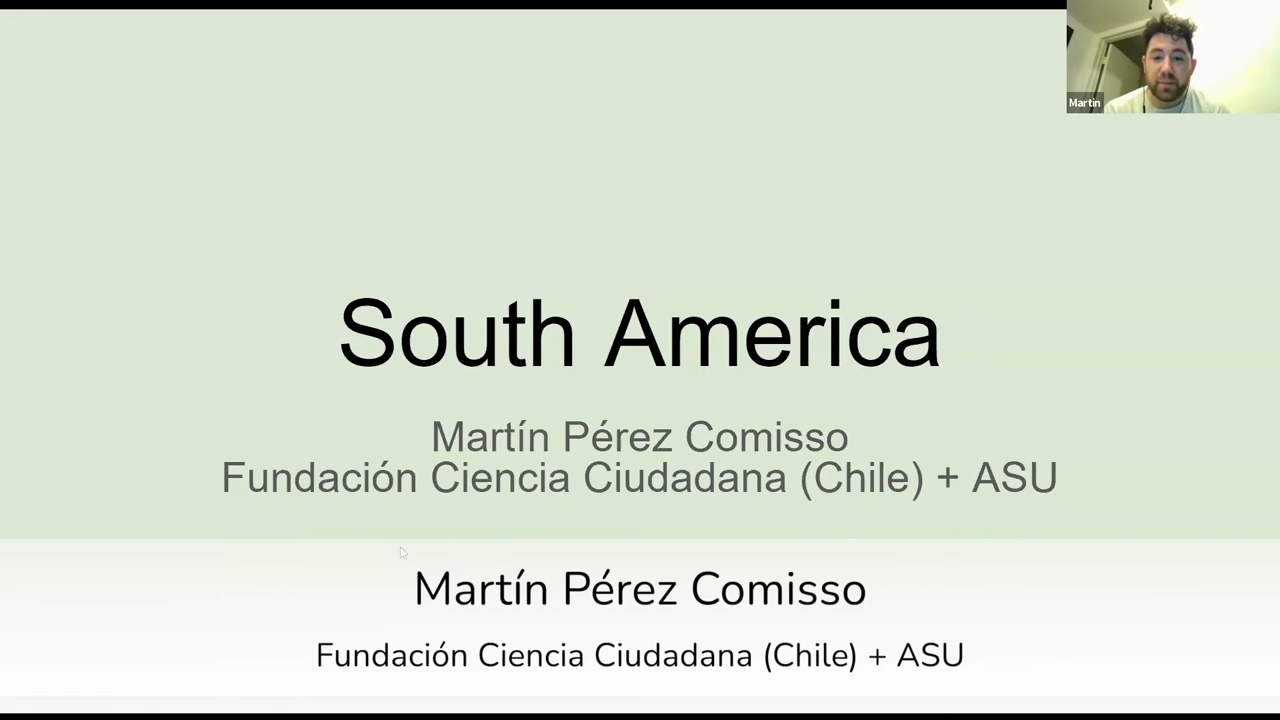 Martin
South America
Martín Pérez Comisso
Fundación Ciencia Ciudadana (Chile) + ASU
Martín Pérez Comisso
Fundación Ciencia Ciudadana (Chile) + ASU